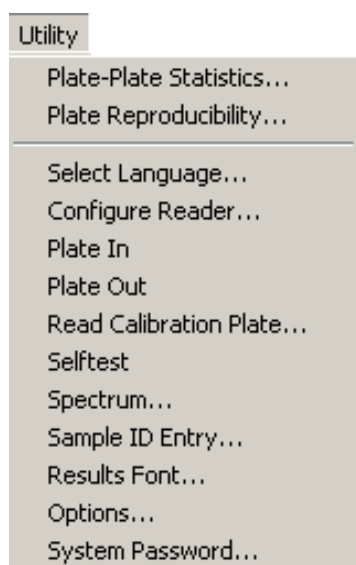 Utility
Plate-Plate Statistics...
Plate Reproducibility...
Select Language...
Configure Reader...
Plate In
Plate Out
Read Calibration Plate...
Selftest
Spectrum...
Sample ID Entry...
Results Font...
Options...
System Password...